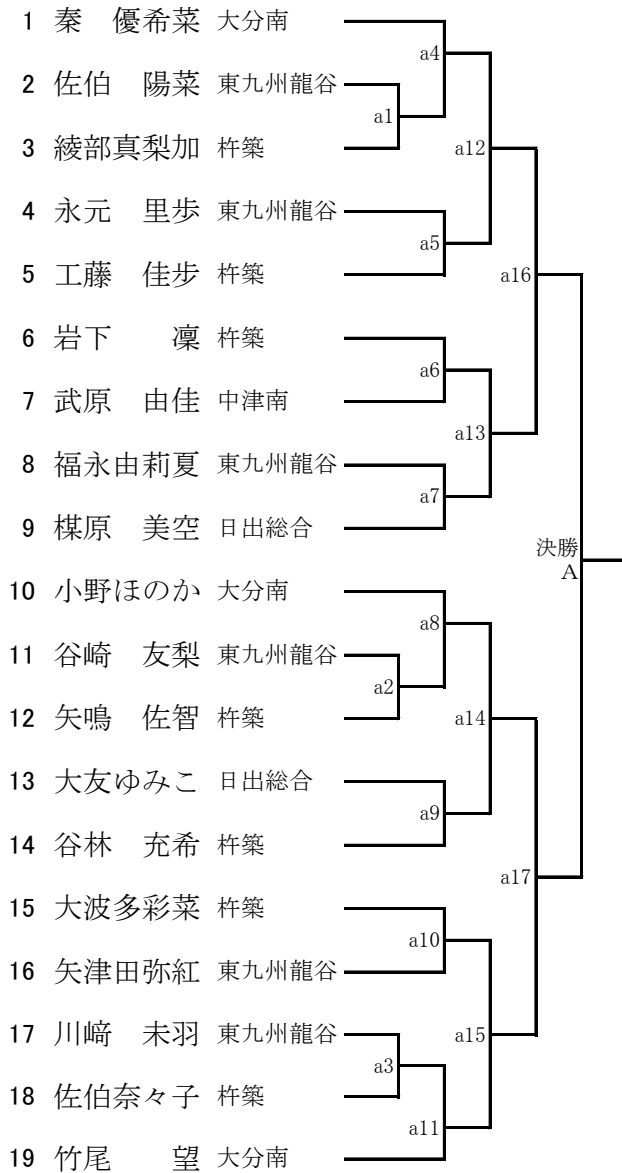 1 秦 優希菜 大分南
a4
2 佐伯 陽菜 東九州龍谷
a1
3 綾部真梨加 杵築
a12
4 永元 里歩 東九州龍谷
a5
5 工藤 佳歩 杵築
a16
6 岩下 凜 杵築
a6
7 武原 由佳 中津南
a13
8 福永由莉夏 東九州龍谷
a7
9 楳原 美空 日出総合
決勝
A
10 小野ほのか 大分南
a8
11 谷崎 友梨 東九州龍谷
a2
12 矢鳴 佐智 杵築
a14
13 大友ゆみこ 日出総合
a9
14 谷林 充希 杵築
a17
15 大波多彩菜 杵築
a10
16 矢津田弥紅 東九州龍谷
17 川﨑 未羽 東九州龍谷
a15
a3
18 佐伯奈々子 杵築
a11
19 竹尾 望 大分南